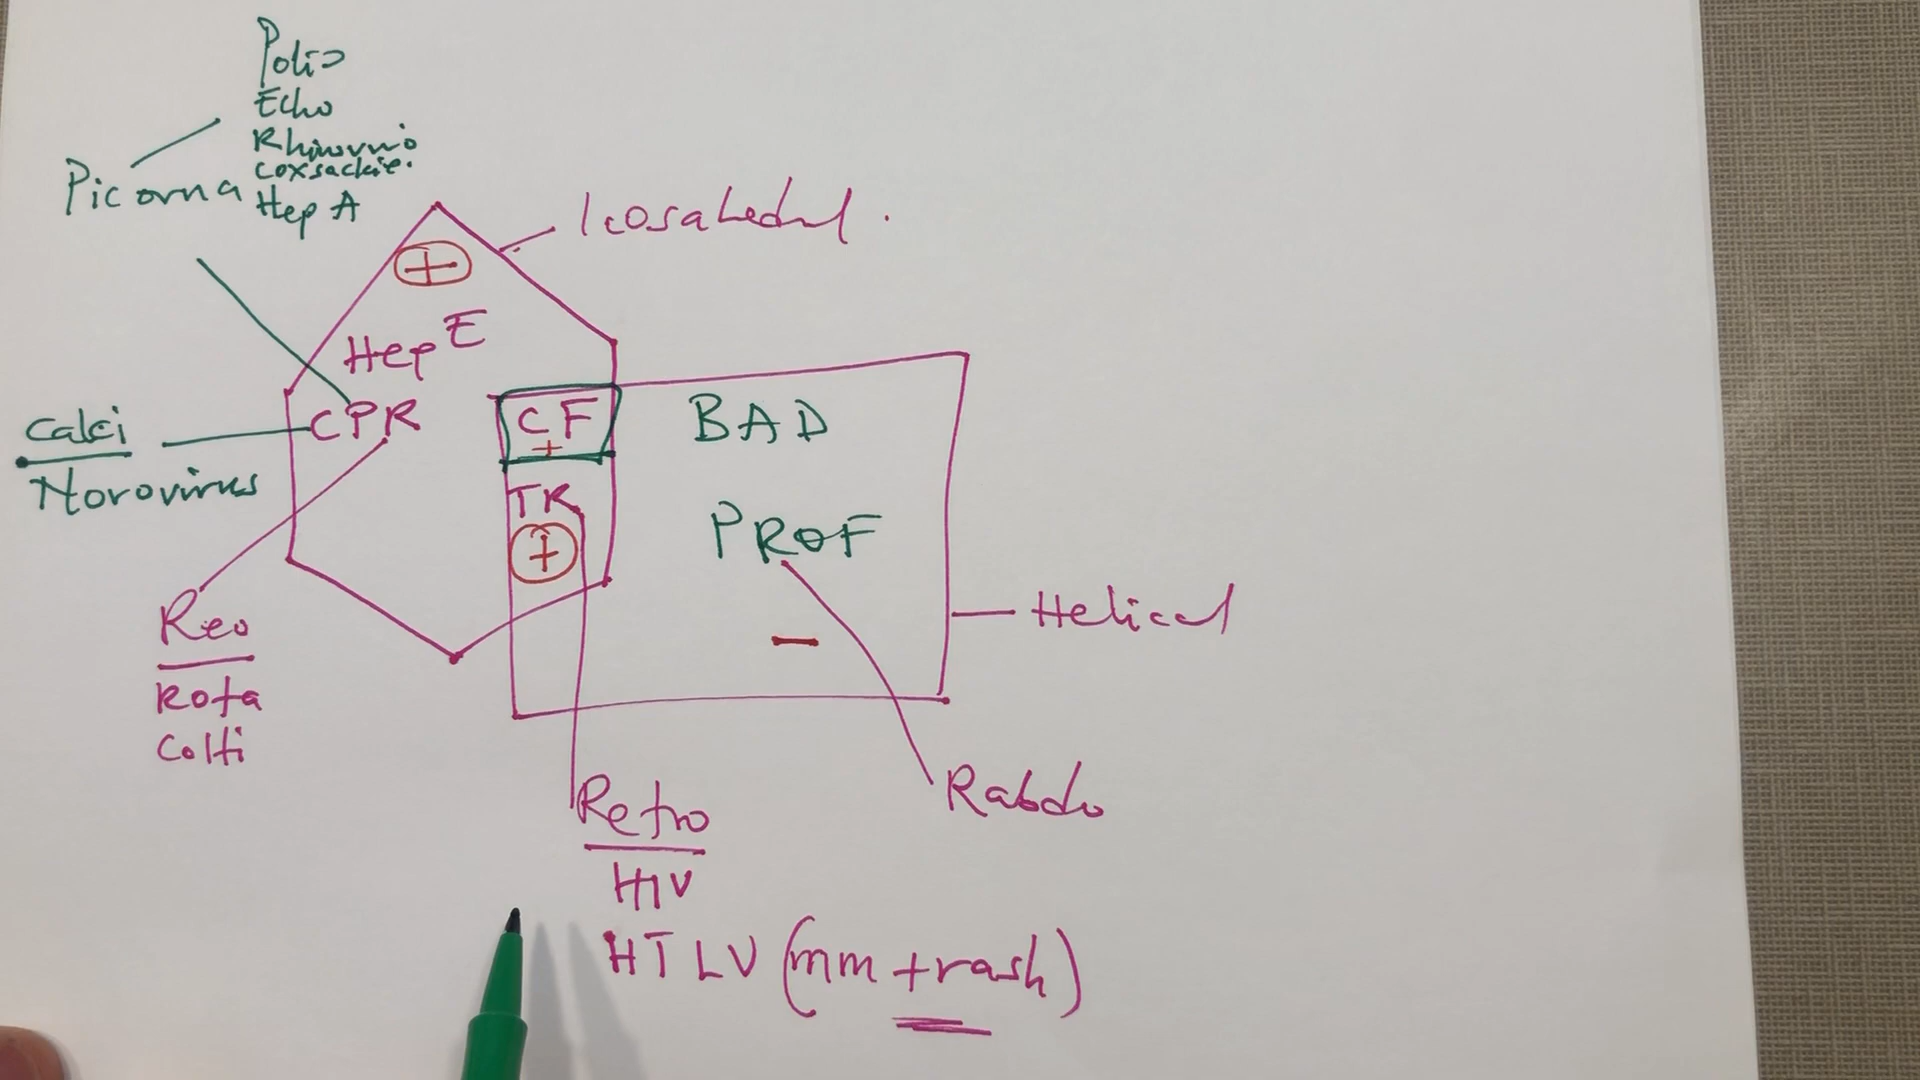 Polio
Echo
Rhinovirus
Coxsackie.
Hep A
Picorna
Icosahedral.
+
Hep E
CPR
Calci
Norovirus
CF
+
TR
+
BAD
PROF
−
Helical
Reo
Rota
Colti
Retro
HIV
HTLV (mm + rash)
Rabdo